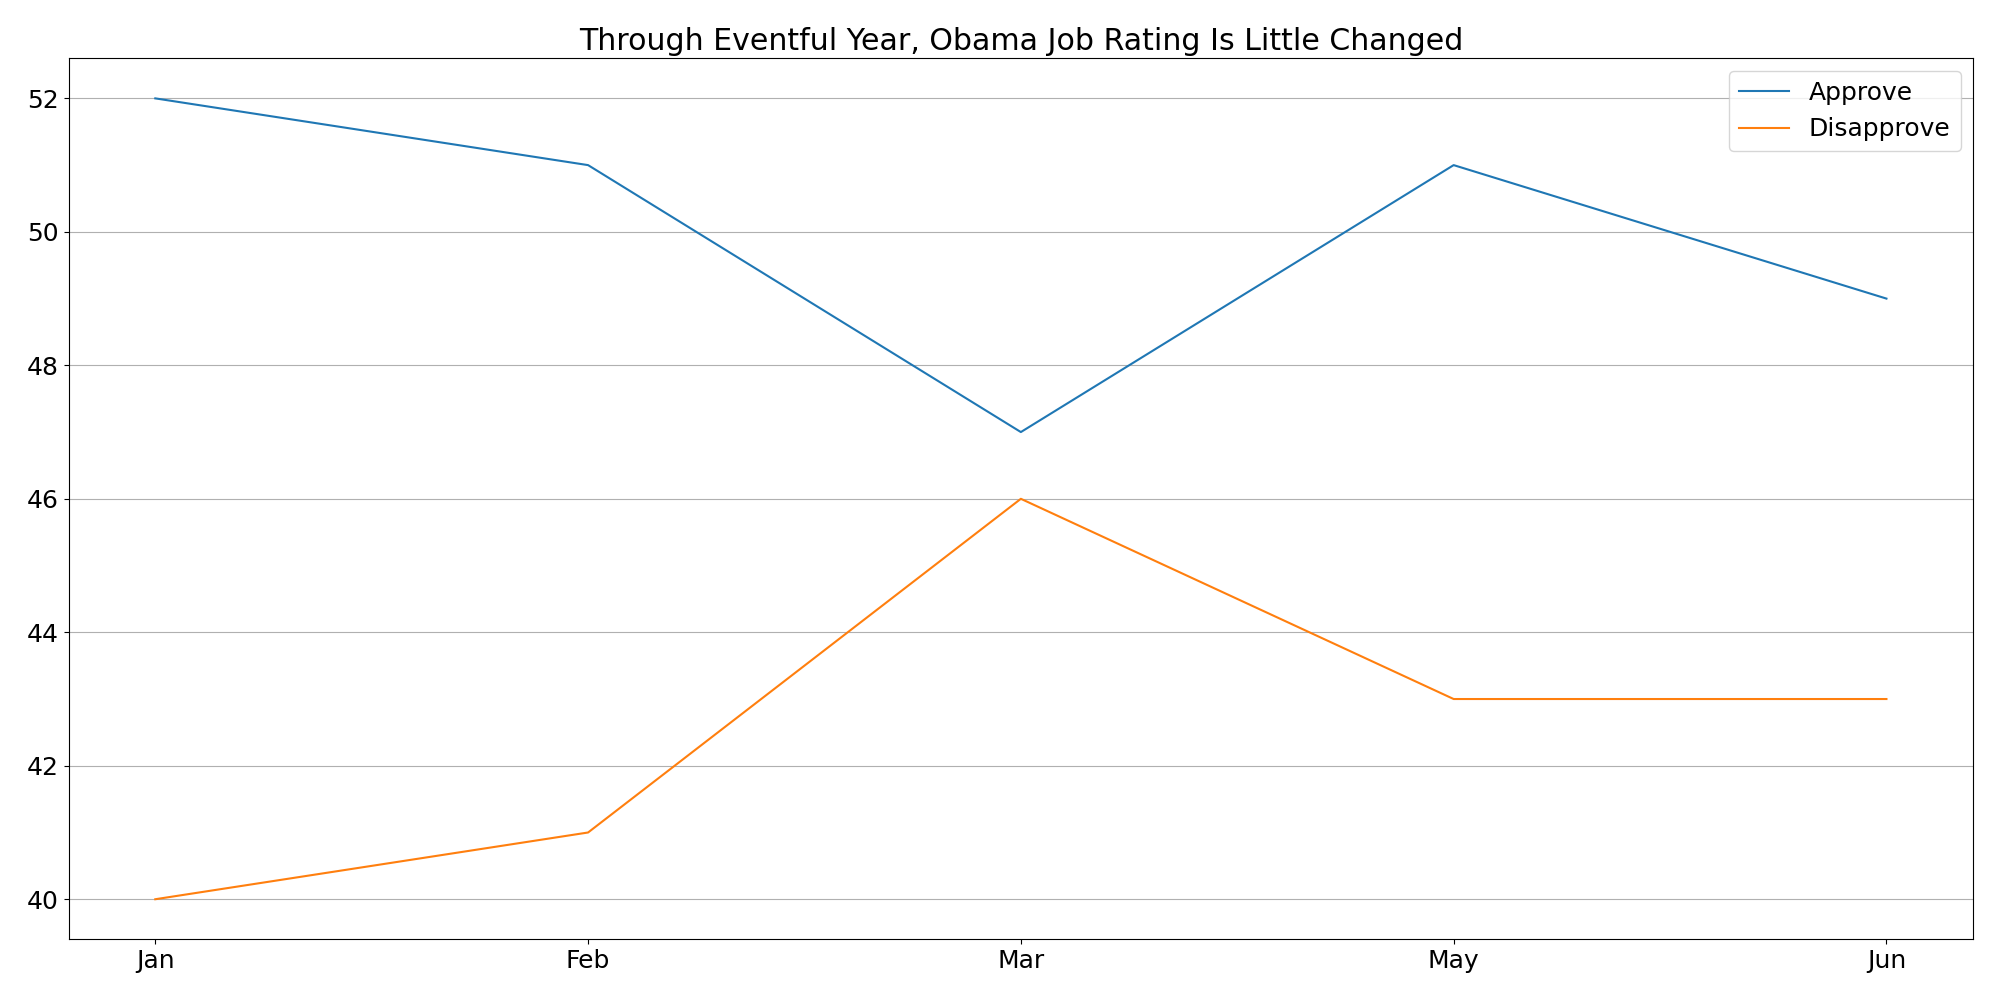 Through Eventful Year, Obama Job Rating Is Little Changed
Approve
Disapprove
52
50
48
46
44
42
40
Jan Feb Mar May Jun